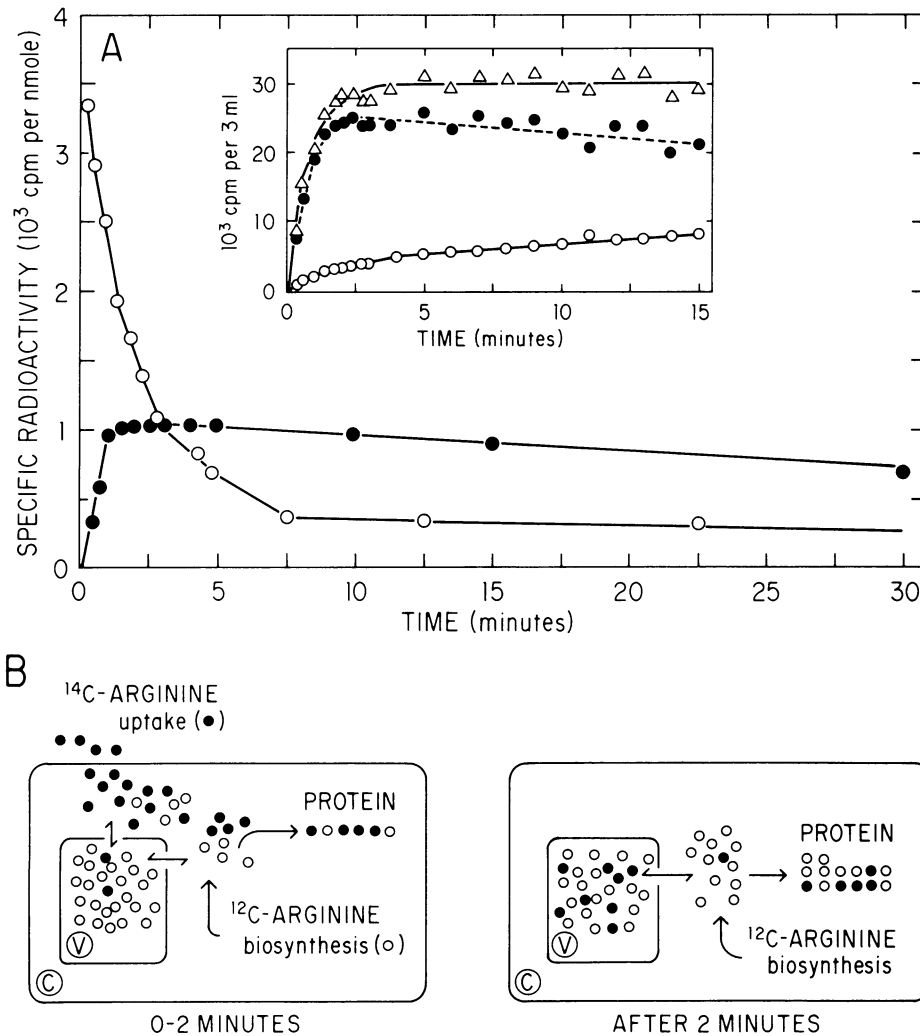 A
SPECIFIC RADIOACTIVITY (10³ cpm per nmole)
4
3
2
1
0
0 5 10 15 20 25 30
TIME (minutes)
10³ cpm per 3 ml
30
20
10
0
0 5 10 15
TIME (minutes)
B
¹⁴C-ARGININE
uptake (●)
PROTEIN
¹²C-ARGININE
biosynthesis (○)
V
C
0-2 MINUTES
PROTEIN
¹²C-ARGININE
biosynthesis
V
C
AFTER 2 MINUTES